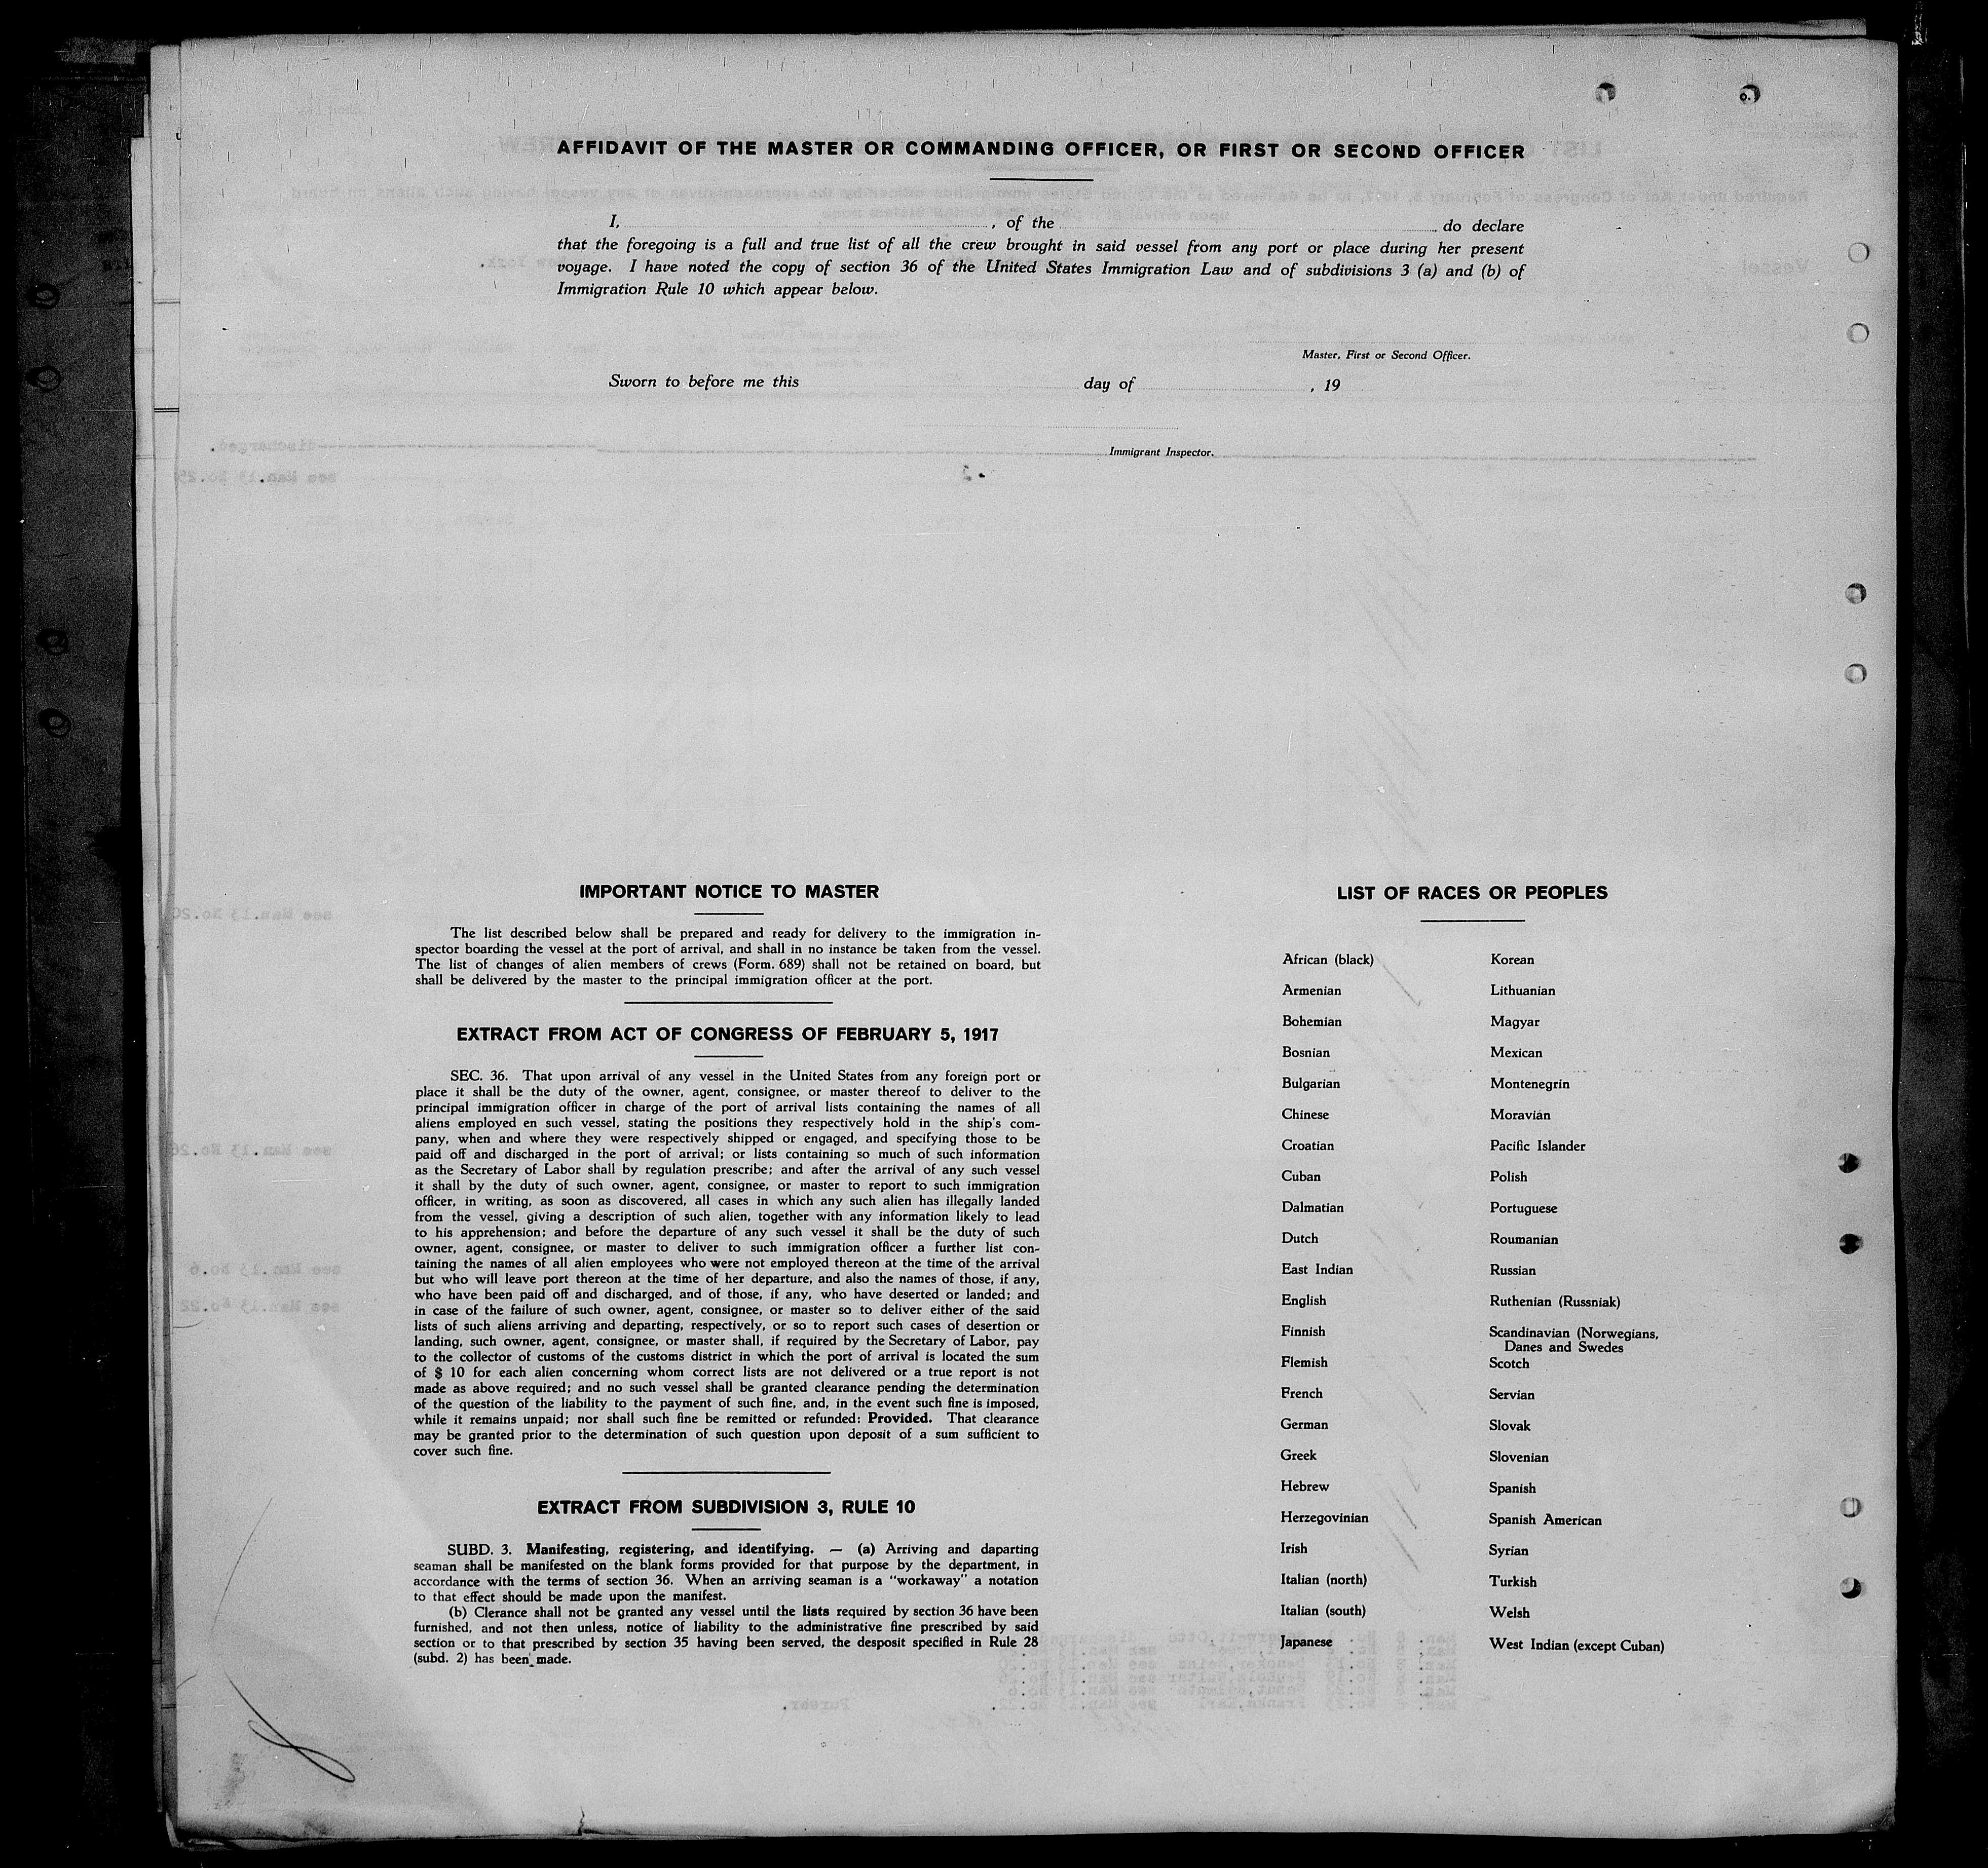 AFFIDAVIT OF THE MASTER OR COMMANDING OFFICER, OR FIRST OR SECOND OFFICER
I, , of the do declare
that the foregoing is a full and true list of all the crew brought in said vessel from any port or place during her present
voyage. I have noted the copy of section 36 of the United States Immigration Law and of subdivisions 3 (a) and (b) of
Immigration Rule 10 which appear below.
Master, First or Second Officer.
Sworn to before me this day of , 19
Immigrant Inspector.
IMPORTANT NOTICE TO MASTER
The list described below shall be prepared and ready for delivery to the immigration in-
spector boarding the vessel at the port of arrival, and shall in no instance be taken from the vessel.
The list of changes of alien members of crews (Form. 689) shall not be retained on board, but
shall be delivered by the master to the principal immigration officer at the port.
EXTRACT FROM ACT OF CONGRESS OF FEBRUARY 5, 1917
SEC. 36. That upon arrival of any vessel in the United States from any foreign port or
place it shall be the duty of the owner, agent, consignee, or master thereof to deliver to the
principal immigration officer in charge of the port of arrival lists containing the names of all
aliens employed en such vessel, stating the positions they respectively hold in the ship's com-
pany, when and where they were respectively shipped or engaged, and specifying those to be
paid off and discharged in the port of arrival; or lists containing so much of such information
as the Secretary of Labor shall by regulation prescribe; and after the arrival of any such vessel
it shall by the duty of such owner, agent, consignee, or master to report to such immigration
officer, in writing, as soon as discovered, all cases in which any such alien has illegally landed
from the vessel, giving a description of such alien, together with any information likely to lead
to his apprehension; and before the departure of any such vessel it shall be the duty of such
owner, agent, consignee, or master to deliver to such immigration officer a further list con-
taining the names of all alien employees who were not employed thereon at the time of the arrival
but who will leave port thereon at the time of her departure, and also the names of those, if any,
who have been paid off and discharged, and of those, if any, who have deserted or landed; and
in case of the failure of such owner, agent, consignee, or master so to deliver either of the said
lists of such aliens arriving and departing, respectively, or so to report such cases of desertion or
landing, such owner, agent, consignee, or master shall, if required by the Secretary of Labor, pay
to the collector of customs of the customs district in which the port of arrival is located the sum
of $ 10 for each alien concerning whom correct lists are not delivered or a true report is not
made as above required; and no such vessel shall be granted clearance pending the determination
of the question of the liability to the payment of such fine, and, in the event such fine is imposed,
while it remains unpaid; nor shall such fine be remitted or refunded: Provided. That clearance
may be granted prior to the determination of such question upon deposit of a sum sufficient to
cover such fine.
EXTRACT FROM SUBDIVISION 3, RULE 10
SUBD. 3. Manifesting, registering, and identifying. — (a) Arriving and daparting
seaman shall be manifested on the blank forms provided for that purpose by the department, in
accordance with the terms of section 36. When an arriving seaman is a "workaway" a notation
to that effect should be made upon the manifest.
(b) Clerance shall not be granted any vessel until the lists required by section 36 have been
furnished, and not then unless, notice of liability to the administrative fine prescribed by said
section or to that prescribed by section 35 having been served, the desposit specified in Rule 28
(subd. 2) has been made.
LIST OF RACES OR PEOPLES
African (black)
Armenian
Bohemian
Bosnian
Bulgarian
Chinese
Croatian
Cuban
Dalmatian
Dutch
East Indian
English
Finnish
Flemish
French
German
Greek
Hebrew
Herzegovinian
Irish
Italian (north)
Italian (south)
Japanese
Korean
Lithuanian
Magyar
Mexican
Montenegrin
Moravian
Pacific Islander
Polish
Portuguese
Roumanian
Russian
Ruthenian (Russniak)
Scandinavian (Norwegians,
Danes and Swedes
Scotch
Servian
Slovak
Slovenian
Spanish
Spanish American
Syrian
Turkish
Welsh
West Indian (except Cuban)